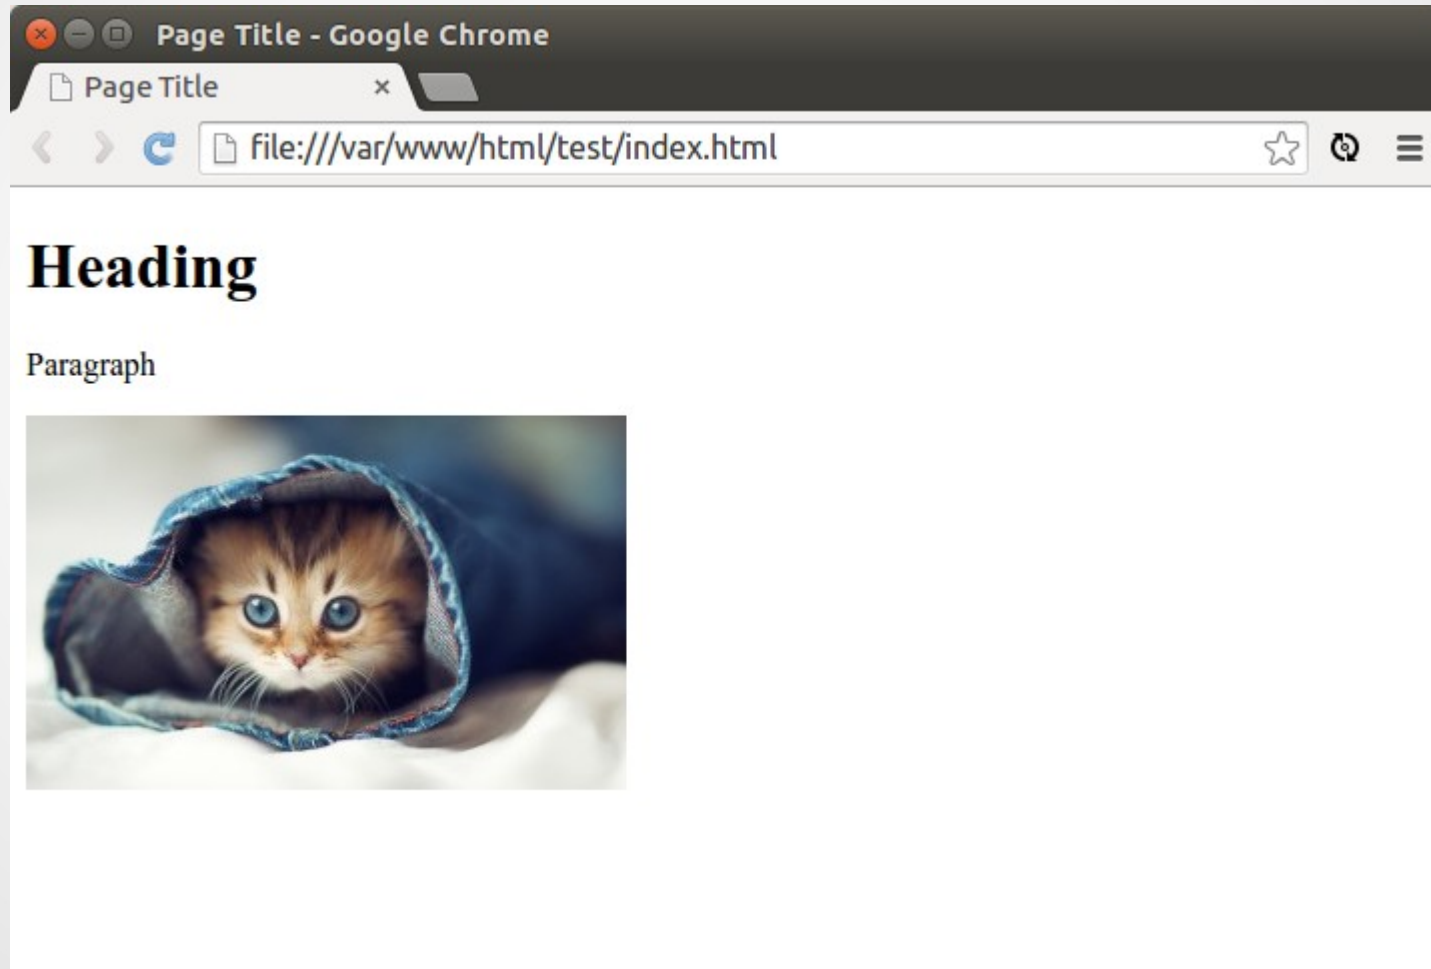 Page Title - Google Chrome
Page Title
file:///var/www/html/test/index.html
Heading
Paragraph